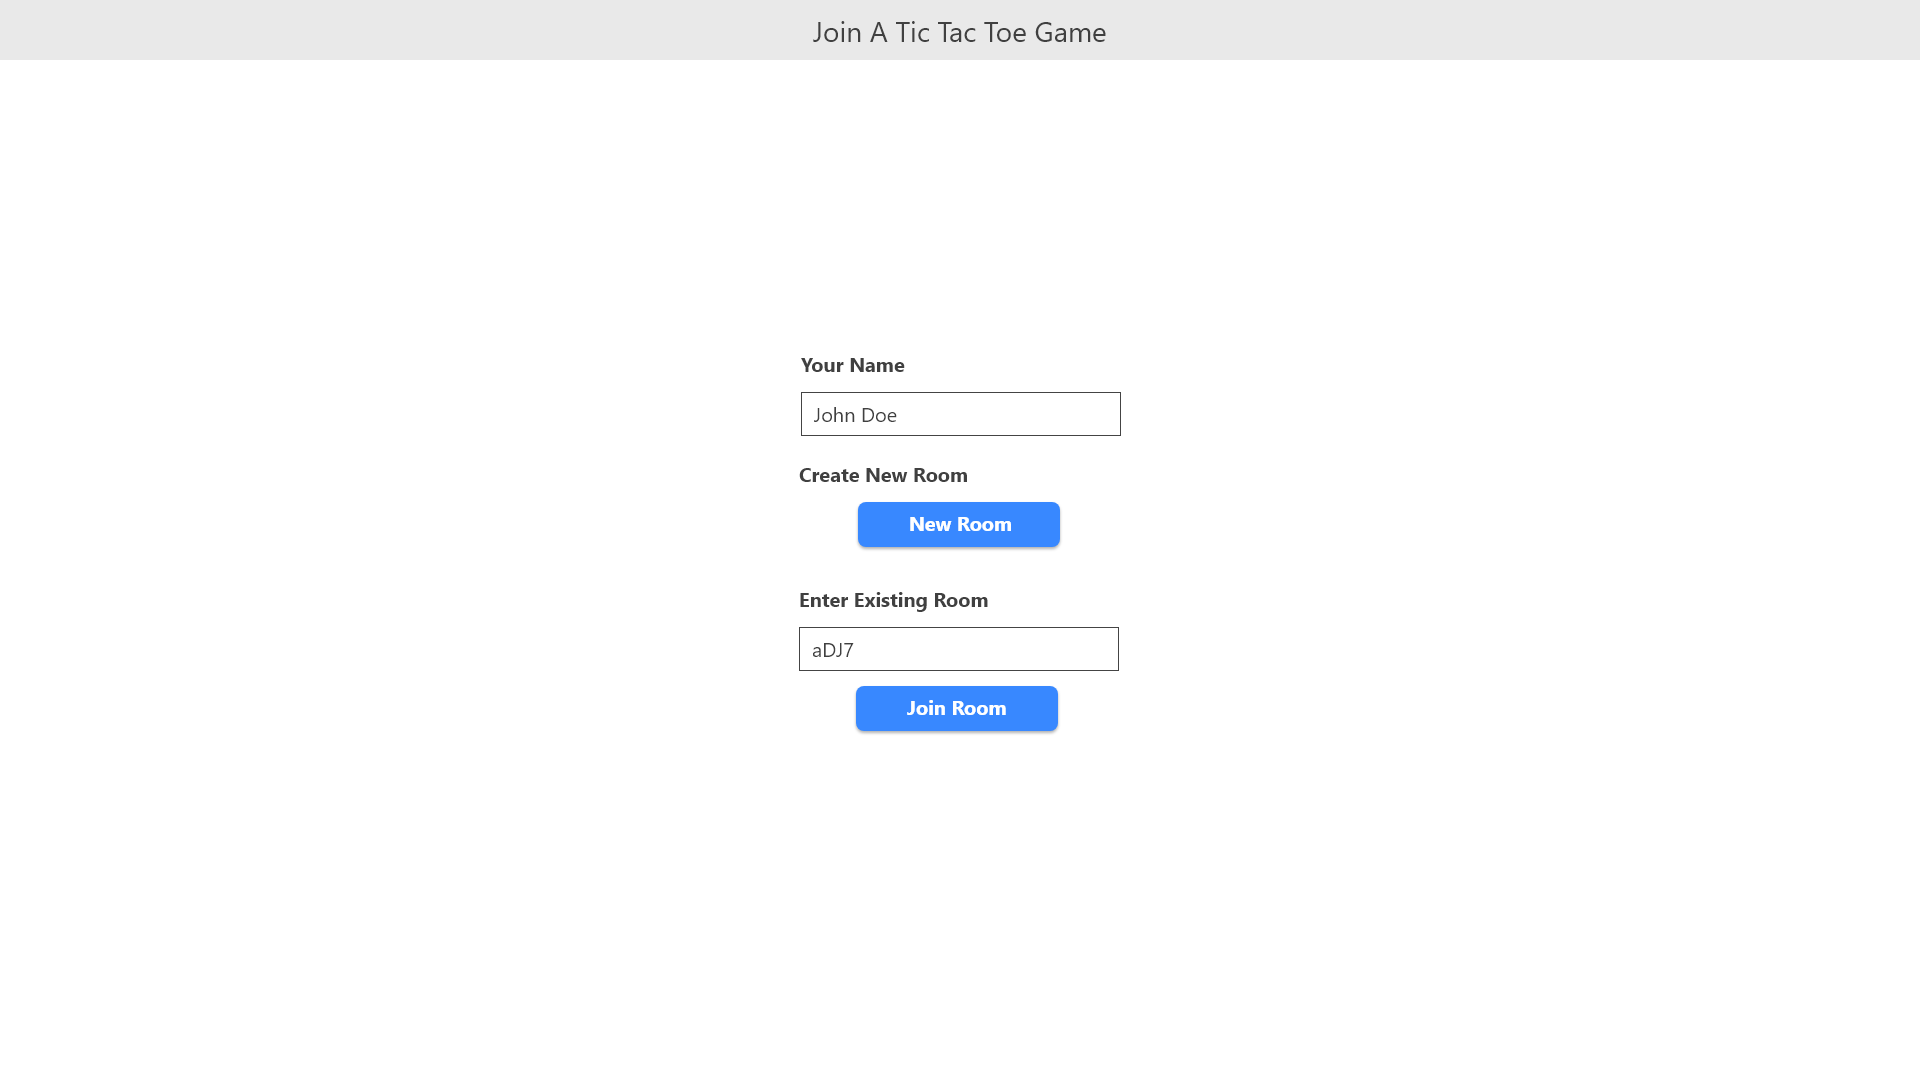 Join A Tic Tac Toe Game
Your Name
John Doe
Create New Room
New Room
Enter Existing Room
aDJ7
Join Room